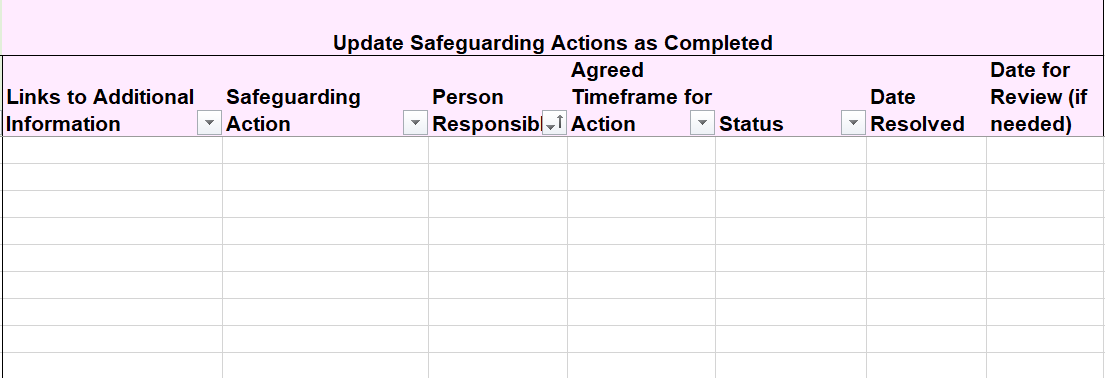 Update Safeguarding Actions as Completed
Links to Additional Information
Safeguarding Action
Person Responsibl
Agreed Timeframe for Action
Status
Date Resolved
Date for Review (if needed)